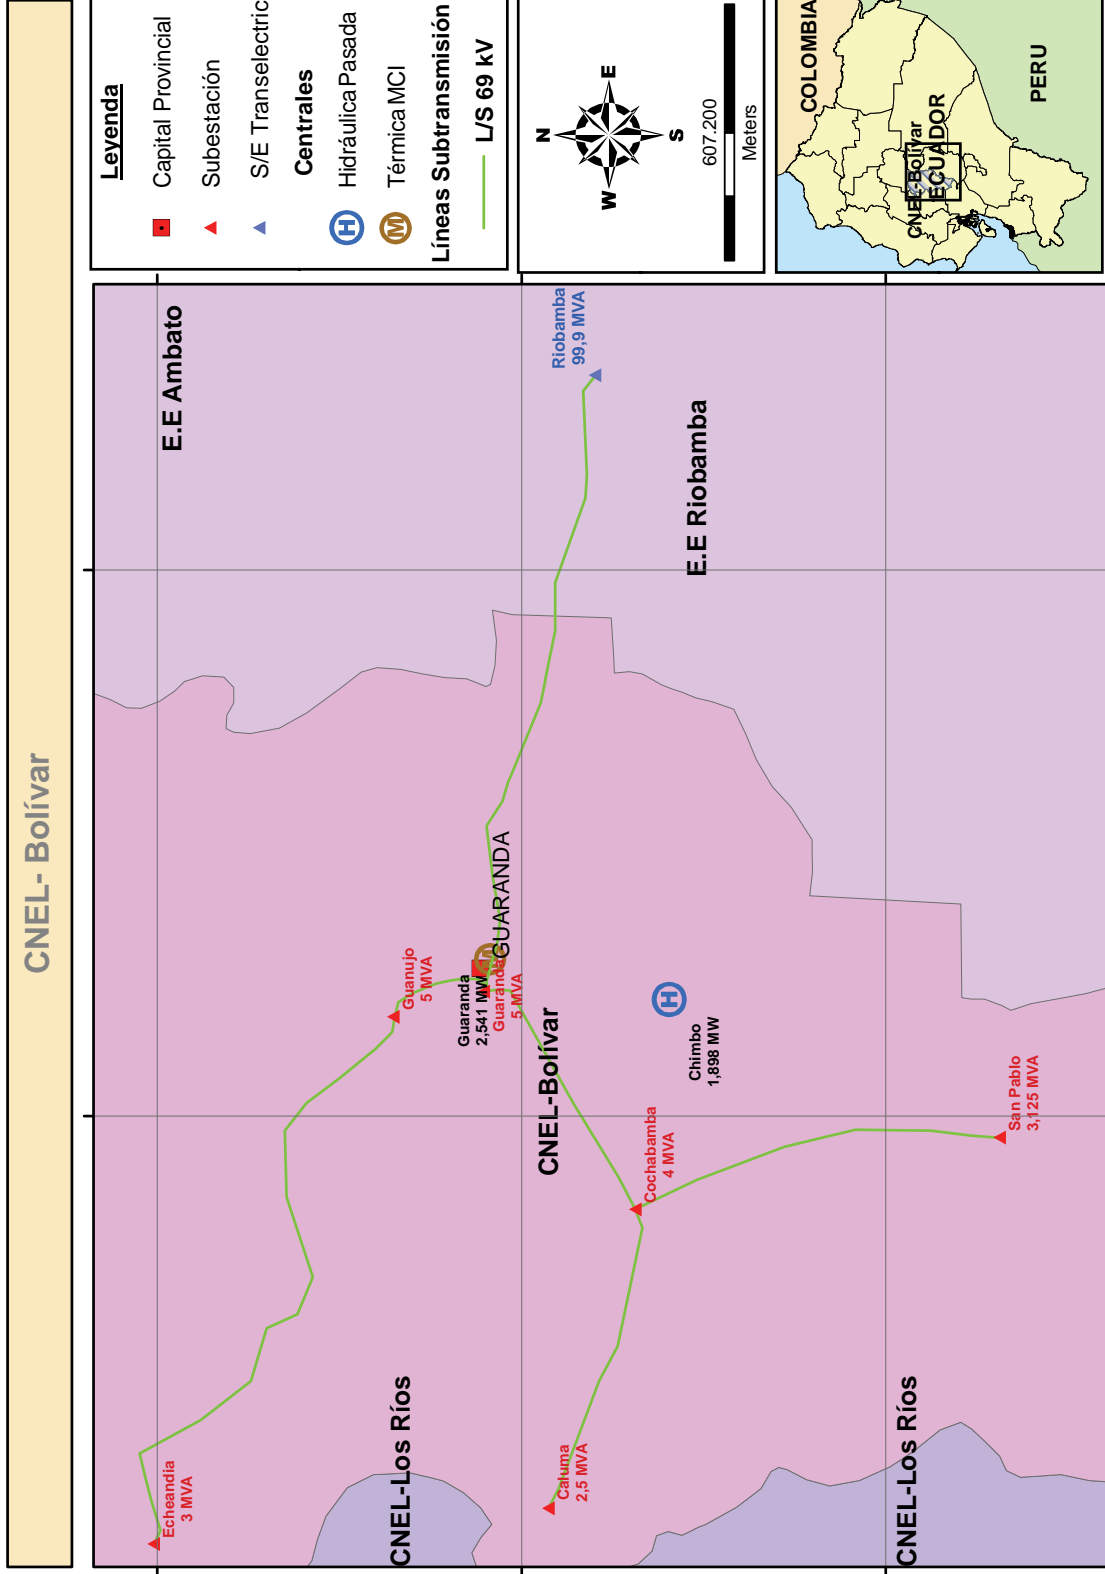 CNEL- Bolívar
Leyenda
Capital Provincial
Subestación
S/E Transelectric
Centrales
H
Hidráulica Pasada
M
Térmica MCI
Líneas Subtransmisión
L/S 69 kV
N
W
E
S
607.200
Meters
COLOMBIA
CNEL-Bolívar
ECUADOR
PERU
E.E Ambato
Riobamba
99,9 MVA
E.E Riobamba
Guanujo
5 MVA
M
GUARANDA
Guaranda
2,541 MW
Guaranda
5 MVA
CNEL-Bolívar
H
Chimbo
1,898 MW
Cochabamba
4 MVA
San Pablo
3,125 MVA
Echeandia
3 MVA
CNEL-Los Ríos
Caluma
2,5 MVA
CNEL-Los Ríos